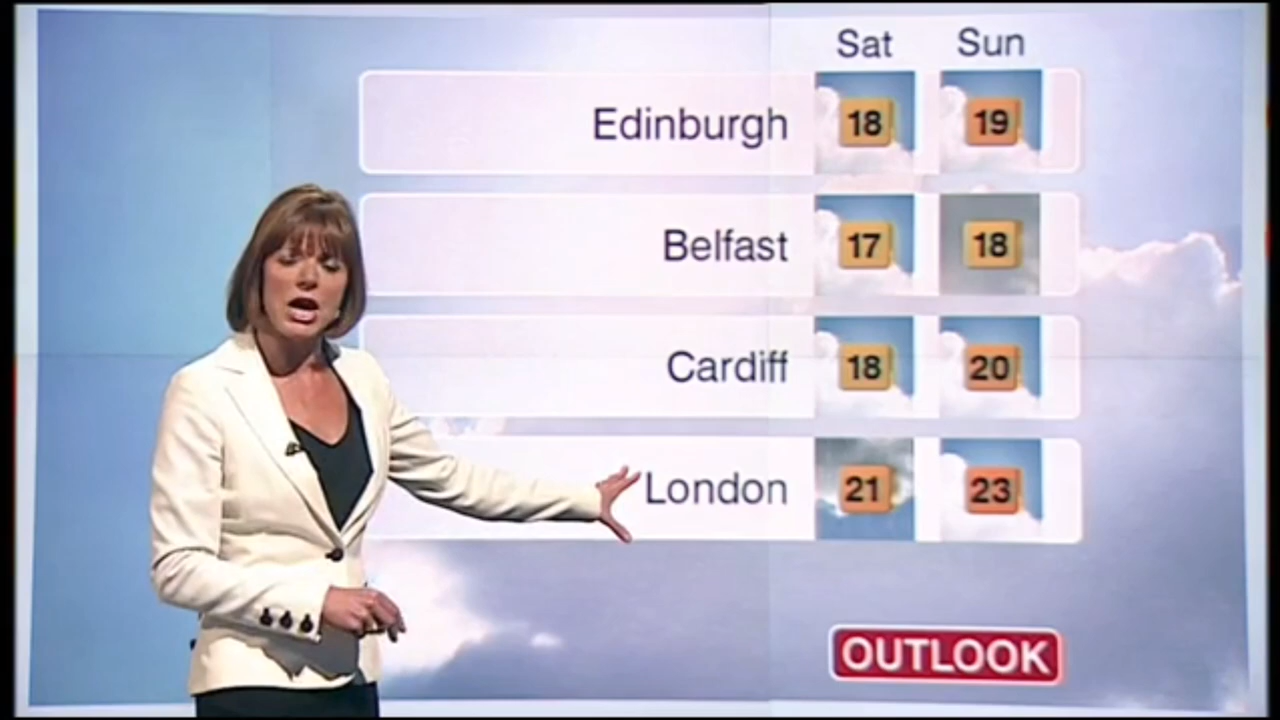 Sat Sun
Edinburgh 18 19
Belfast 17 18
Cardiff 18 20
London 21 23
OUTLOOK